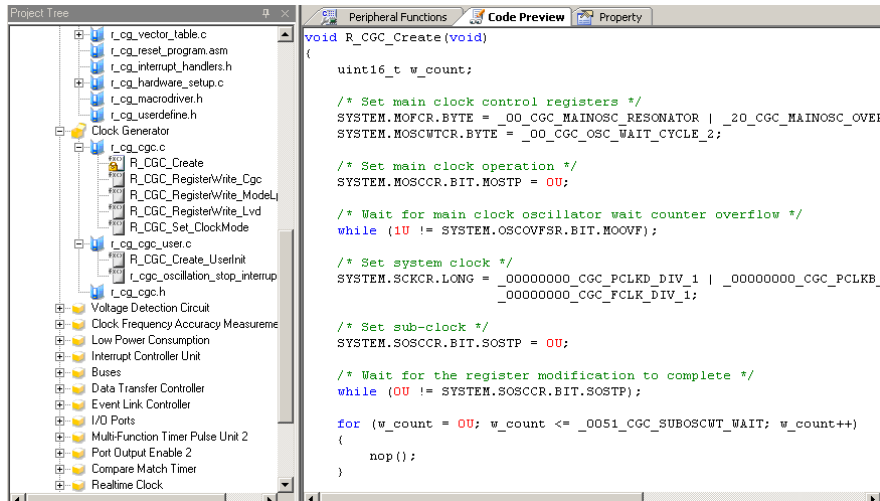 Project Tree
r_cg_vector_table.c
r_cg_reset_program.asm
r_cg_interrupt_handlers.h
r_cg_hardware_setup.c
r_cg_macrodriver.h
r_cg_userdefine.h
Clock Generator
r_cg_cgc.c
R_CGC_Create
R_CGC_RegisterWrite_Cgc
R_CGC_RegisterWrite_ModeLp
R_CGC_RegisterWrite_Lvd
R_CGC_Set_ClockMode
r_cg_cgc_user.c
R_CGC_Create_UserInit
r_cgc_oscillation_stop_interrup
r_cg_cgc.h
Voltage Detection Circuit
Clock Frequency Accuracy Measureme
Low Power Consumption
Interrupt Controller Unit
Buses
Data Transfer Controller
Event Link Controller
I/O Ports
Multi-Function Timer Pulse Unit 2
Port Output Enable 2
Compare Match Timer
Realtime Clock
Peripheral Functions Code Preview Property
void R_CGC_Create(void)
{
uint16_t w_count;
/* Set main clock control registers */
SYSTEM.MOFCR.BYTE = _00_CGC_MAINOSC_RESONATOR | _20_CGC_MAINOSC_OVER
SYSTEM.MOSCWTCR.BYTE = _00_CGC_OSC_WAIT_CYCLE_2;
/* Set main clock operation */
SYSTEM.MOSCCR.BIT.MOSTP = 0U;
/* Wait for main clock oscillator wait counter overflow */
while (1U != SYSTEM.OSCOVFSR.BIT.MOOVF);
/* Set system clock */
SYSTEM.SCKCR.LONG = _00000000_CGC_PCLKD_DIV_1 | _00000000_CGC_PCLKB_
_00000000_CGC_FCLK_DIV_1;
/* Set sub-clock */
SYSTEM.SOSCCR.BIT.SOSTP = 0U;
/* Wait for the register modification to complete */
while (0U != SYSTEM.SOSCCR.BIT.SOSTP);
for (w_count = 0U; w_count <= _0051_CGC_SUBOSCWT_WAIT; w_count++)
{
nop();
}